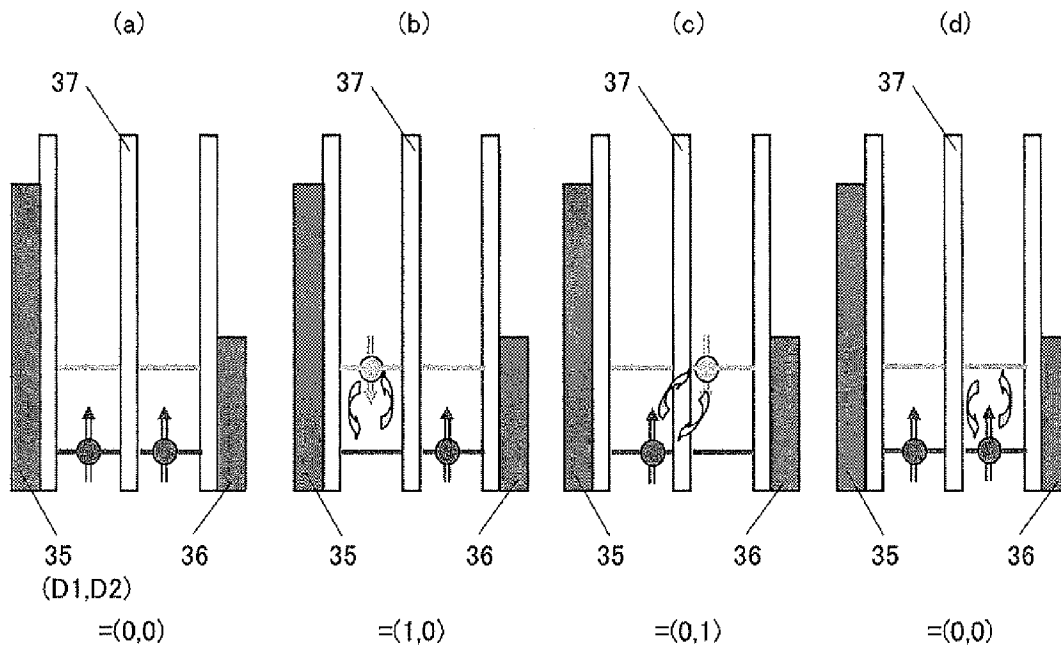 (a) (b) (c) (d)
37 37 37 37
35 36 35 36 35 36 35 36
(D1,D2)
=(0,0) =(1,0) =(0,1) =(0,0)